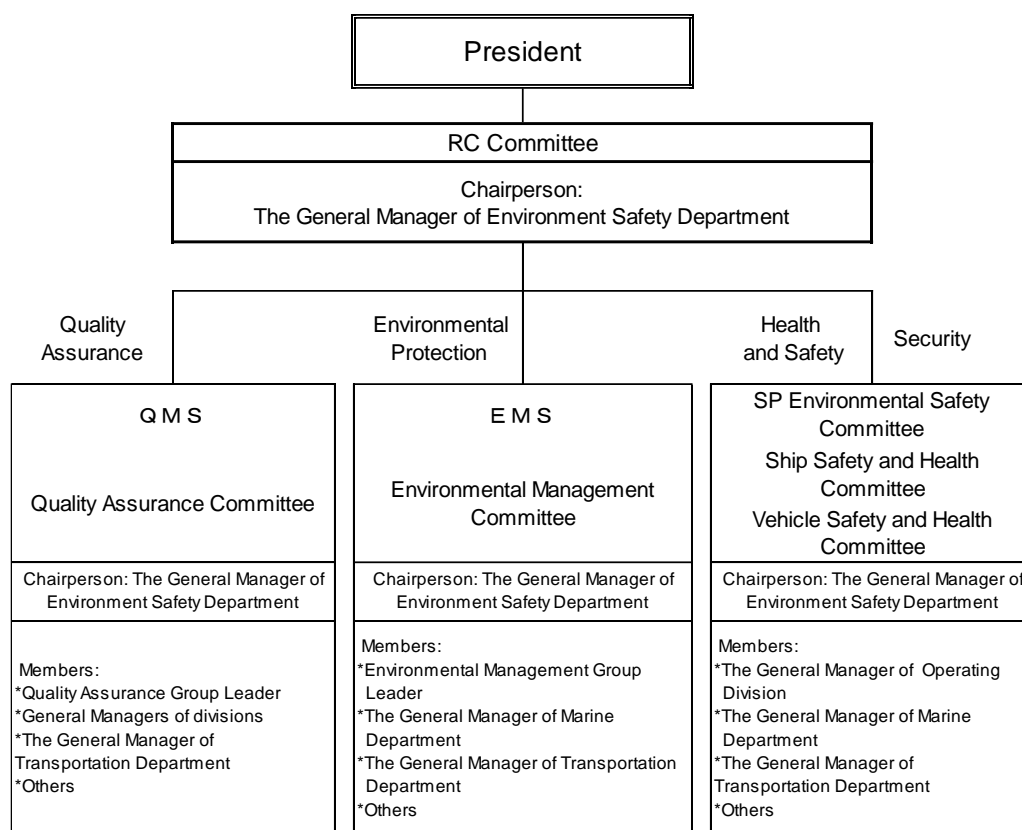 President
RC Committee
Chairperson:
The General Manager of Environment Safety Department
Quality
Assurance
Environmental
Protection
Health
and Safety
Security
Q M S
Quality Assurance Committee
Chairperson: The General Manager of
Environment Safety Department
Members:
*Quality Assurance Group Leader
*General Managers of divisions
*The General Manager of
Transportation Department
*Others
E M S
Environmental Management
Committee
Chairperson: The General Manager of
Environment Safety Department
Members:
*Environmental Management Group
Leader
*The General Manager of Marine
Department
*The General Manager of Transportation
Department
*Others
SP Environmental Safety
Committee
Ship Safety and Health
Committee
Vehicle Safety and Health
Committee
Chairperson: The General Manager of
Environment Safety Department
Members:
*The General Manager of Operating
Division
*The General Manager of Marine
Department
*The General Manager of
Transportation Department
*Others